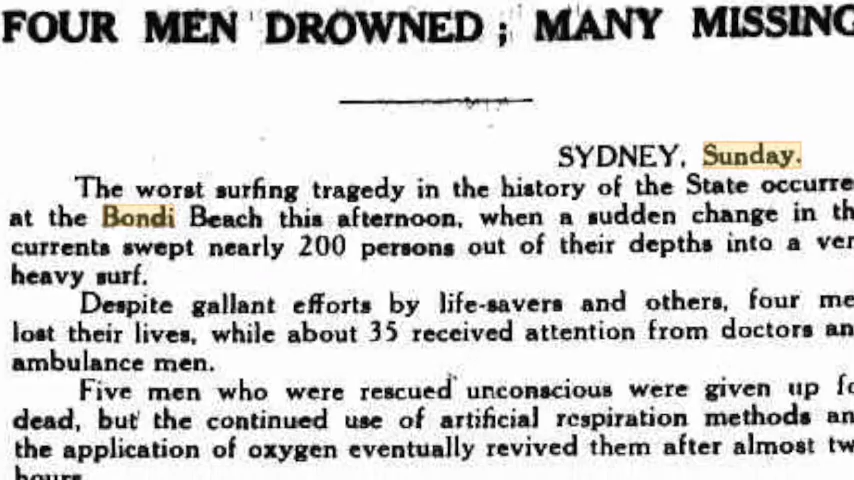 FOUR MEN DROWNED; MANY MISSING
SYDNEY, Sunday.
The worst surfing tragedy in the history of the State occurre
at the Bondi Beach this afternoon, when a sudden change in th
currents swept nearly 200 persons out of their depths into a ver
heavy surf.
Despite gallant efforts by life-savers and others, four me
lost their lives, while about 35 received attention from doctors an
ambulance men.
Five men who were rescued unconscious were given up fo
dead, but the continued use of artificial respiration methods an
the application of oxygen eventually revived them after almost tw
hours